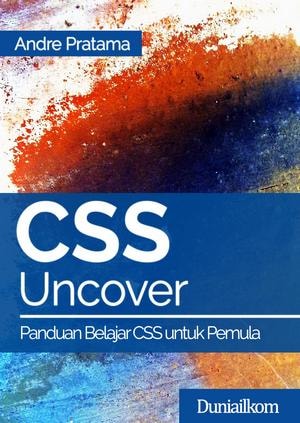 Andre Pratama
CSS
Uncover
Panduan Belajar CSS untuk Pemula
Duniailkom